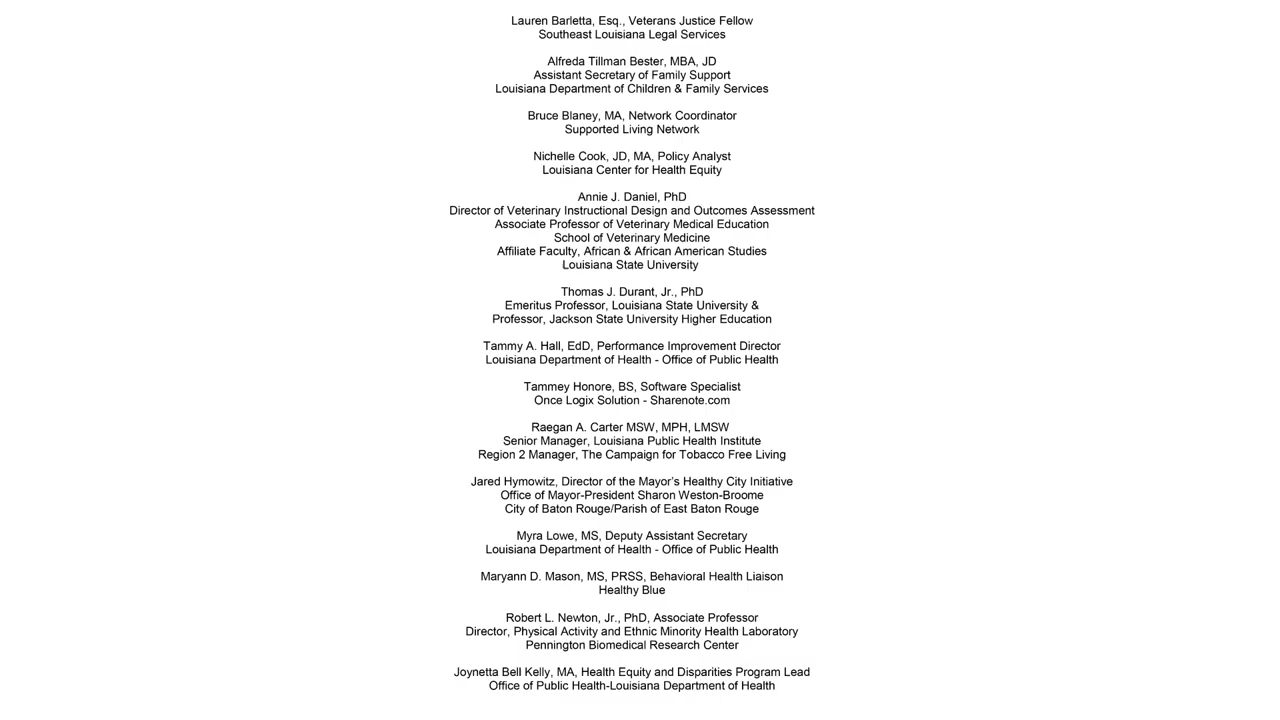 Lauren Barletta, Esq., Veterans Justice Fellow
Southeast Louisiana Legal Services
Alfreda Tillman Bester, MBA, JD
Assistant Secretary of Family Support
Louisiana Department of Children & Family Services
Bruce Blaney, MA, Network Coordinator
Supported Living Network
Nichelle Cook, JD, MA, Policy Analyst
Louisiana Center for Health Equity
Annie J. Daniel, PhD
Director of Veterinary Instructional Design and Outcomes Assessment
Associate Professor of Veterinary Medical Education
School of Veterinary Medicine
Affiliate Faculty, African & African American Studies
Louisiana State University
Thomas J. Durant, Jr., PhD
Emeritus Professor, Louisiana State University &
Professor, Jackson State University Higher Education
Tammy A. Hall, EdD, Performance Improvement Director
Louisiana Department of Health - Office of Public Health
Tammey Honore, BS, Software Specialist
Once Logix Solution - Sharenote.com
Raegan A. Carter MSW, MPH, LMSW
Senior Manager, Louisiana Public Health Institute
Region 2 Manager, The Campaign for Tobacco Free Living
Jared Hymowitz, Director of the Mayor’s Healthy City Initiative
Office of Mayor-President Sharon Weston-Broome
City of Baton Rouge/Parish of East Baton Rouge
Myra Lowe, MS, Deputy Assistant Secretary
Louisiana Department of Health - Office of Public Health
Maryann D. Mason, MS, PRSS, Behavioral Health Liaison
Healthy Blue
Robert L. Newton, Jr., PhD, Associate Professor
Director, Physical Activity and Ethnic Minority Health Laboratory
Pennington Biomedical Research Center
Joynetta Bell Kelly, MA, Health Equity and Disparities Program Lead
Office of Public Health-Louisiana Department of Health